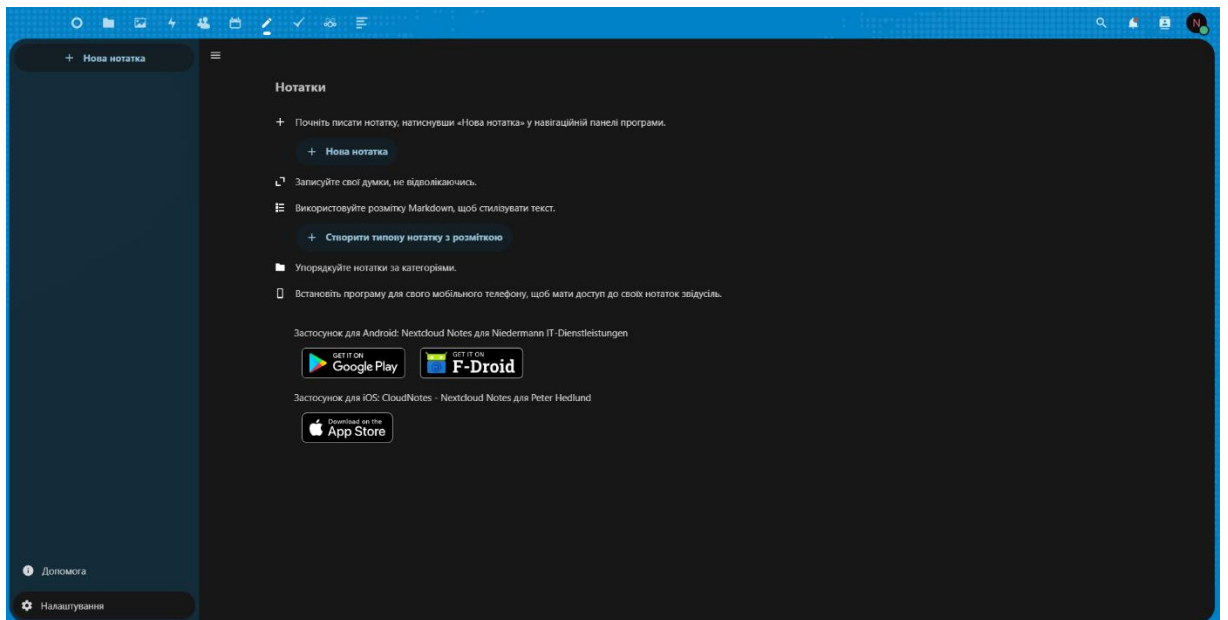 N
+ Нова нотатка
Нотатки
Почніть писати нотатку, натиснувши «Нова нотатка» у навігаційній панелі програми.
+ Нова нотатка
Записуйте свої думки, не відволікаючись.
Використовуйте розмітку Markdown, щоб стилізувати текст.
+ Створити типову нотатку з розміткою
Упорядкуйте нотатки за категоріями.
Встановіть програму для свого мобільного телефону, щоб мати доступ до своїх нотаток звідусіль.
Застосунок для Android: Nextcloud Notes для Niedermann IT-Dienstleistungen
GET IT ON
Google Play
GET IT ON
F-Droid
Застосунок для iOS: CloudNotes - Nextcloud Notes для Peter Hedlund
Download on the
App Store
Допомога
Налаштування